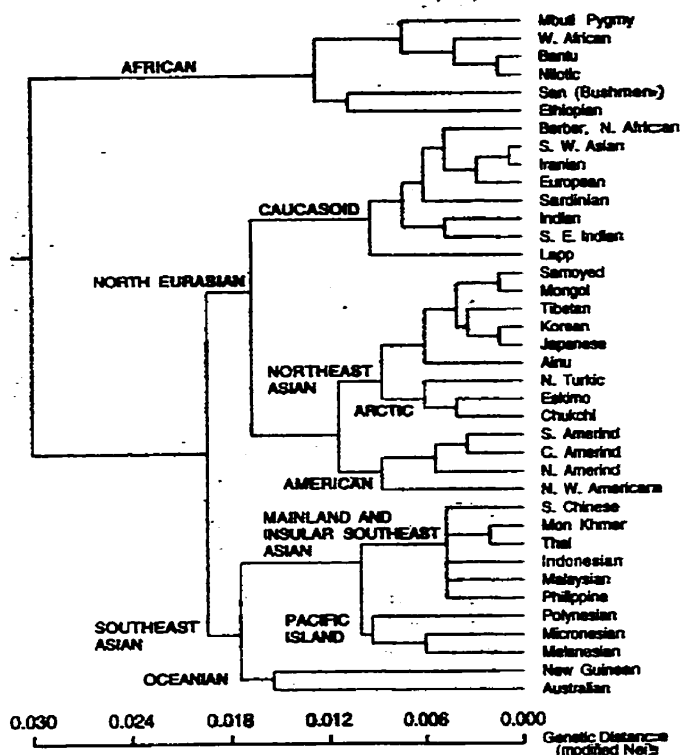 Mbuti Pygmy
W. African
Bantu
Nilotic
San (Bushmen)
Ethiopian
Berber, N. African
S. W. Asian
Iranian
European
Sardinian
Indian
S. E. Indian
Lapp
Samoyed
Mongol
Tibetan
Korean
Japanese
Ainu
N. Turkic
Eskimo
Chukchi
S. Amerind
C. Amerind
N. Amerind
N. W. American
S. Chinese
Mon Khmer
Thai
Indonesian
Malaysian
Philippine
Polynesian
Micronesian
Melanesian
New Guinean
Australian
AFRICAN
CAUCASOID
NORTH EURASIAN
NORTHEAST
ASIAN
ARCTIC
AMERICAN
MAINLAND AND
INSULAR SOUTHEAST
ASIAN
PACIFIC
ISLAND
SOUTHEAST
ASIAN
OCEANIAN
0.030 0.024 0.018 0.012 0.006 0.000
Genetic Distance
(modified Nei's